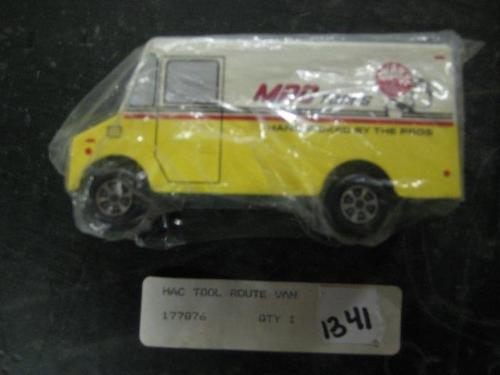 MAC TOOLS
HAND PICKED BY THE PROS
MAC TOOL ROUTE VAN
177876 QTY 1
1341